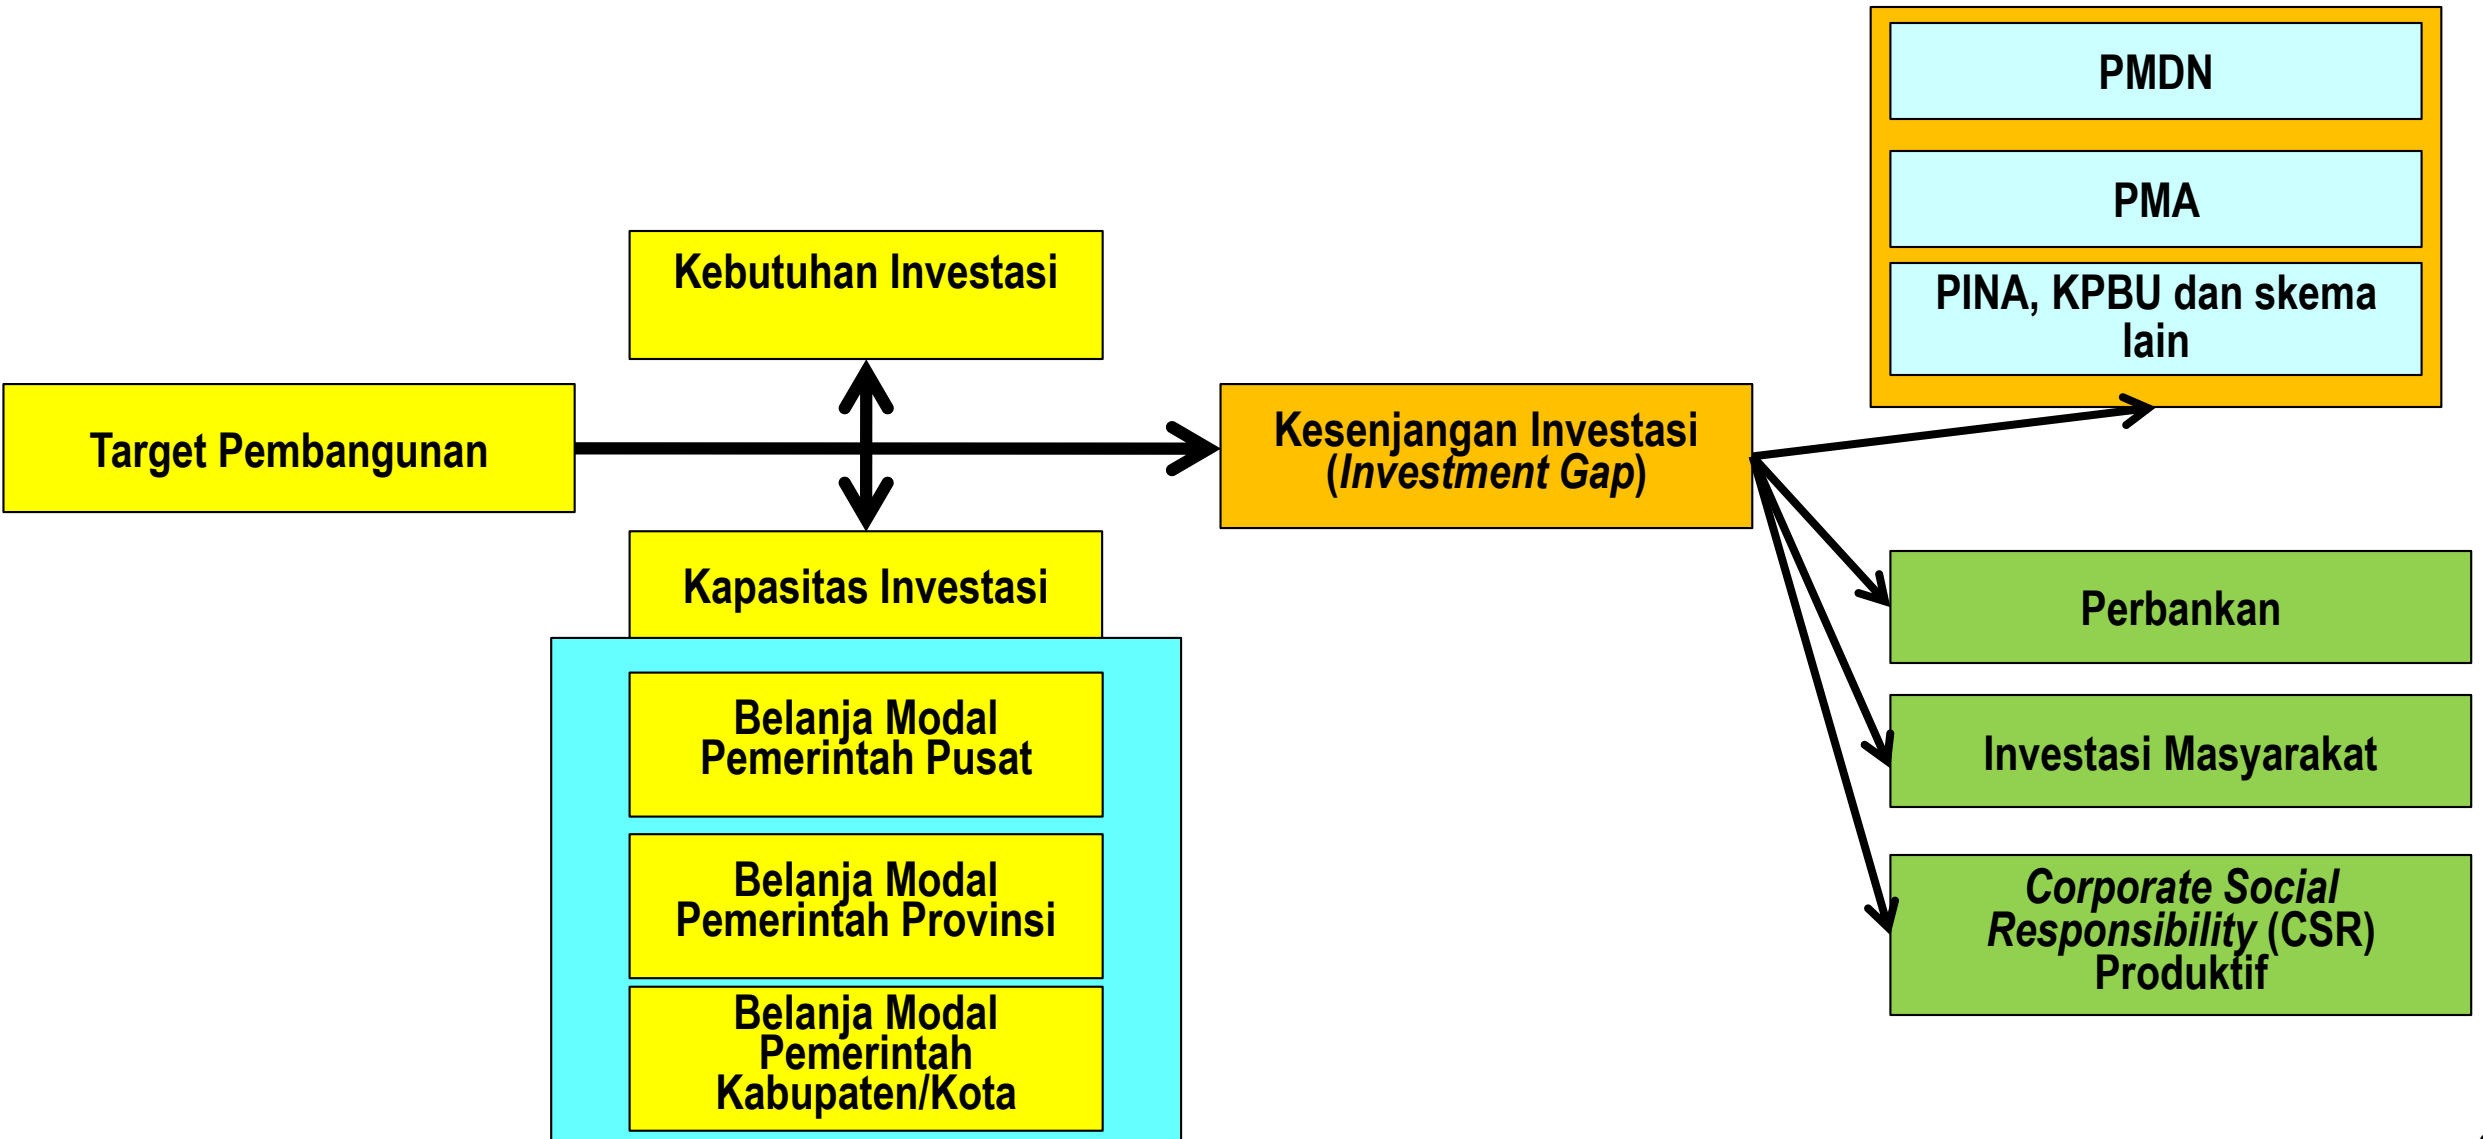 Target Pembangunan
Kebutuhan Investasi
Kapasitas Investasi
Belanja Modal
Pemerintah Pusat
Belanja Modal
Pemerintah Provinsi
Belanja Modal
Pemerintah
Kabupaten/Kota
Kesenjangan Investasi
(Investment Gap)
PMDN
PMA
PINA, KPBU dan skema
lain
Perbankan
Investasi Masyarakat
Corporate Social
Responsibility (CSR)
Produktif